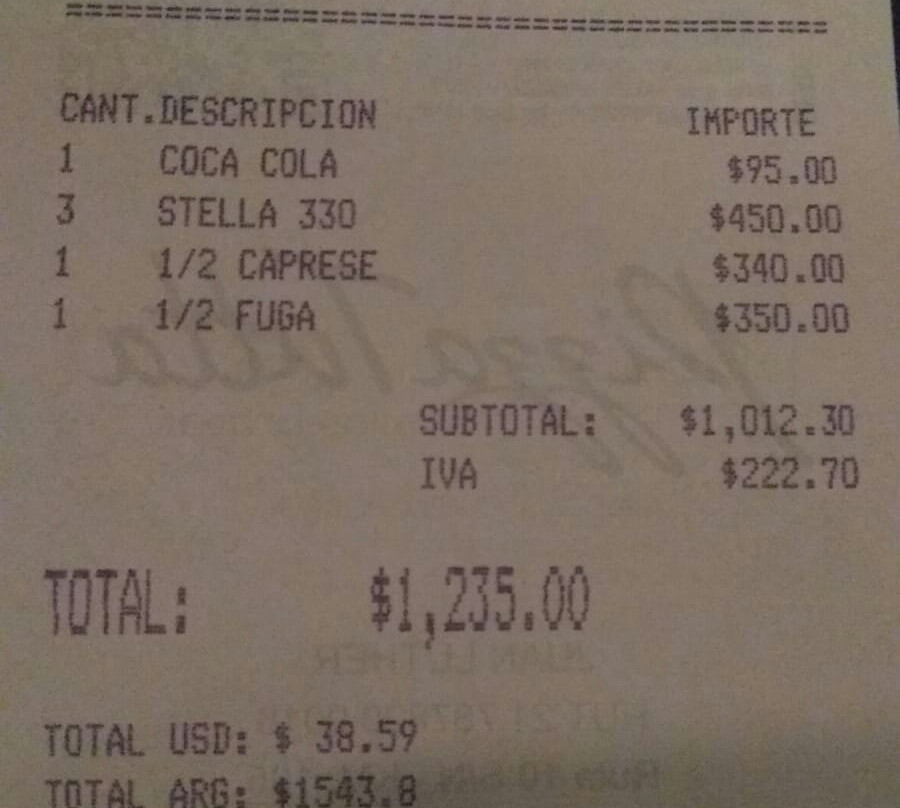 CANT.DESCRIPCION IMPORTE
1 COCA COLA $95.00
3 STELLA 330 $450.00
1 1/2 CAPRESE $340.00
1 1/2 FUGA $350.00
SUBTOTAL: $1,012.30
IVA $222.70
TOTAL: $1,235.00
TOTAL USD: $ 38.59
TOTAL ARG: $1543.8